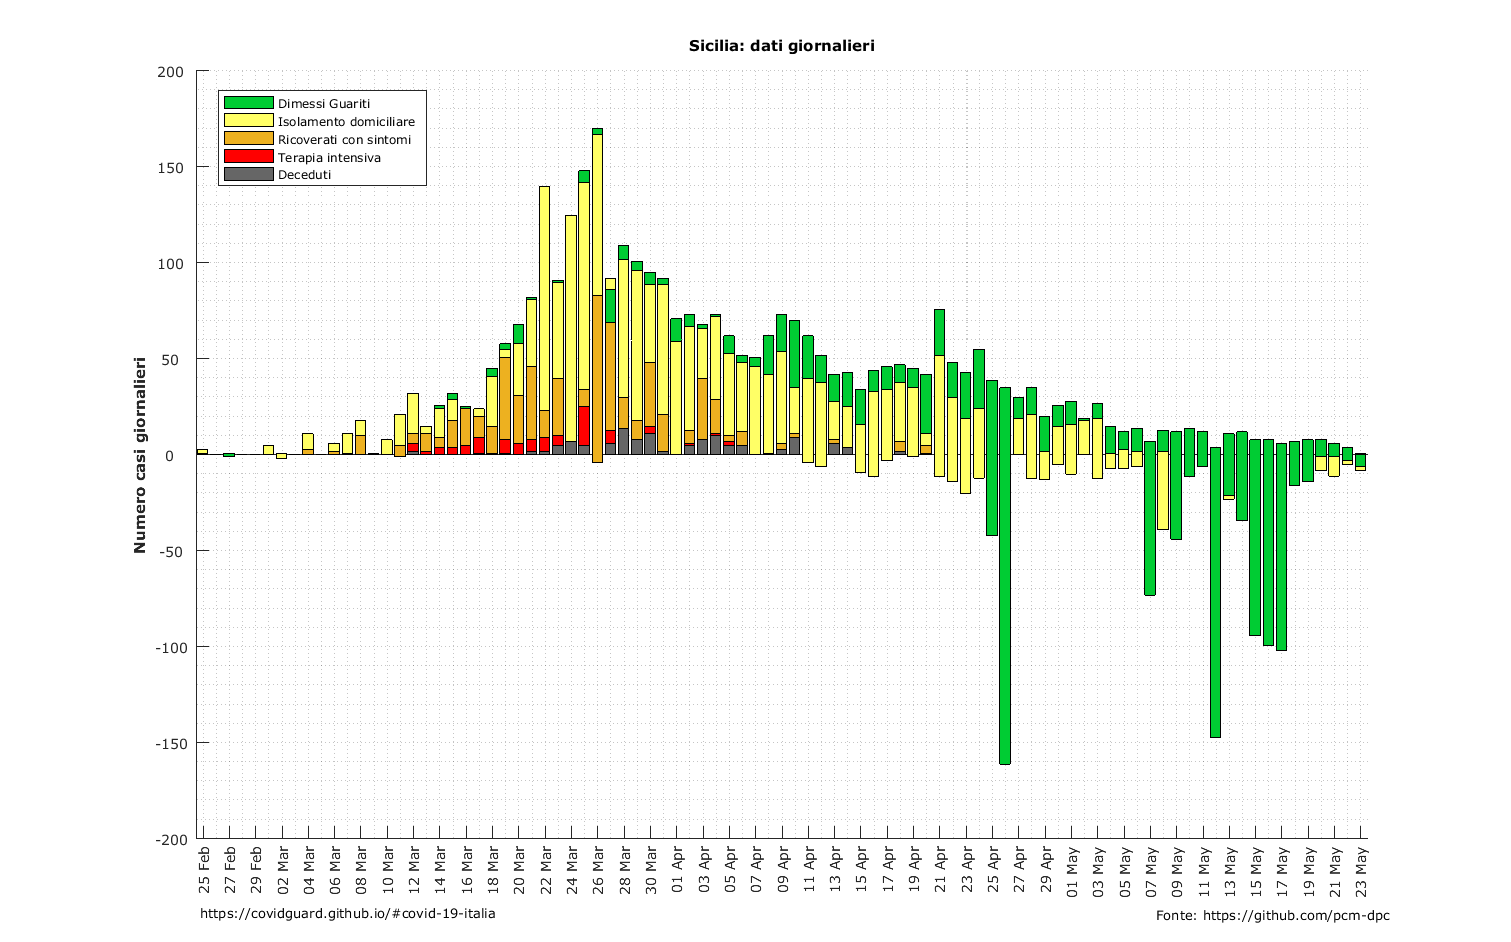 Sicilia: dati giornalieri
Numero casi giornalieri
200
150
100
50
0
-50
-100
-150
-200
Dimessi Guariti
Isolamento domiciliare
Ricoverati con sintomi
Terapia intensiva
Deceduti
25 Feb
27 Feb
29 Feb
02 Mar
04 Mar
06 Mar
08 Mar
10 Mar
12 Mar
14 Mar
16 Mar
18 Mar
20 Mar
22 Mar
24 Mar
26 Mar
28 Mar
30 Mar
01 Apr
03 Apr
05 Apr
07 Apr
09 Apr
11 Apr
13 Apr
15 Apr
17 Apr
19 Apr
21 Apr
23 Apr
25 Apr
27 Apr
29 Apr
01 May
03 May
05 May
07 May
09 May
11 May
13 May
15 May
17 May
19 May
21 May
23 May
https://covidguard.github.io/#covid-19-italia
Fonte: https://github.com/pcm-dpc